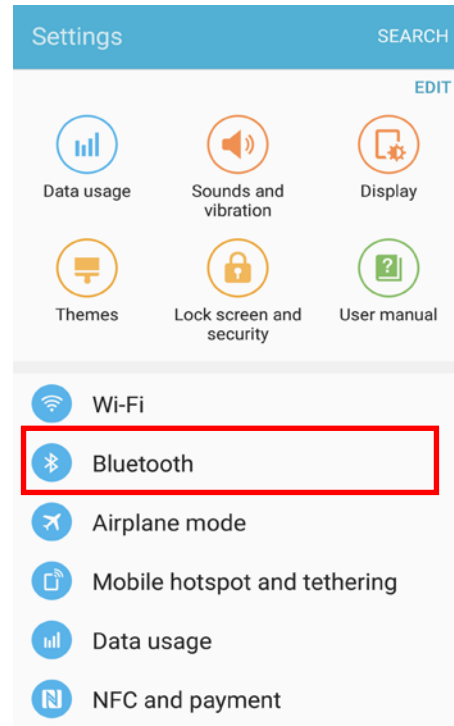 Settings
SEARCH
EDIT
Data usage
Sounds and
vibration
Display
Themes
Lock screen and
security
?
User manual
Wi-Fi
Bluetooth
Airplane mode
Mobile hotspot and tethering
Data usage
NFC and payment